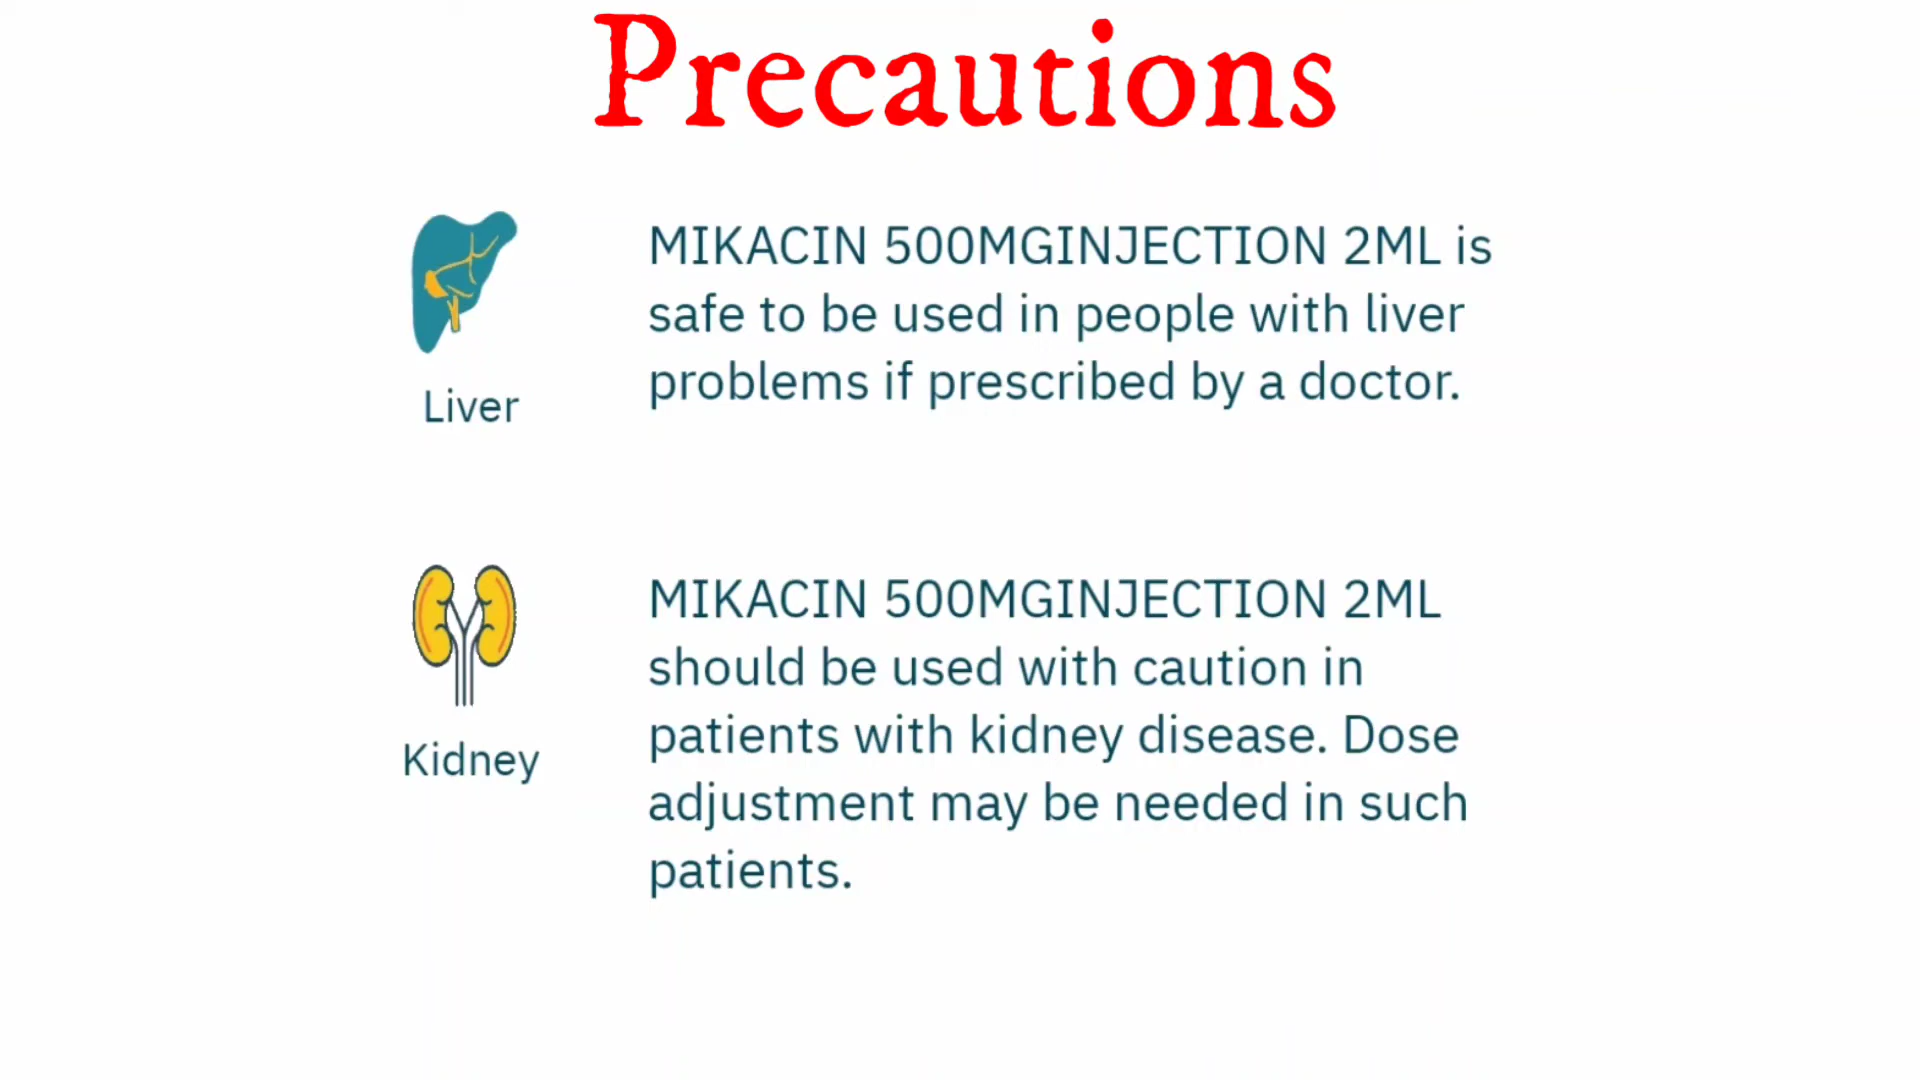 Precautions
MIKACIN 500MGINJECTION 2ML is
safe to be used in people with liver
problems if prescribed by a doctor.
Liver
MIKACIN 500MGINJECTION 2ML
should be used with caution in
patients with kidney disease. Dose
adjustment may be needed in such
patients.
Kidney